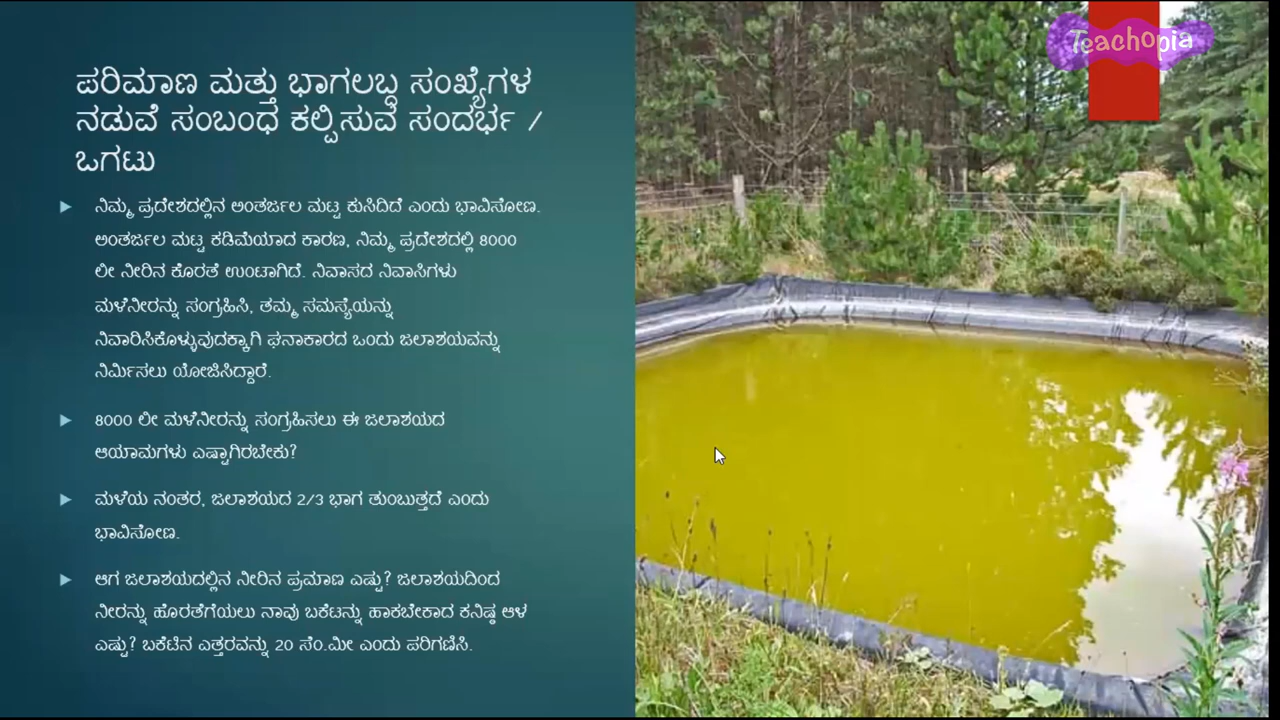 ಪರಿಮಾಣ ಮತ್ತು ಭಾಗಲಬ್ಧ ಸಂಖ್ಯೆಗಳ
ನಡುವೆ ಸಂಬಂಧ ಕಲ್ಪಿಸುವ ಸಂದರ್ಭ /
ಒಗಟು
ನಿಮ್ಮ ಪ್ರದೇಶದಲ್ಲಿನ ಅಂತರ್ಜಲ ಮಟ್ಟ ಕುಸಿದಿದೆ ಎಂದು ಭಾವಿಸೋಣ.
ಅಂತರ್ಜಲ ಮಟ್ಟ ಕಡಿಮೆಯಾದ ಕಾರಣ, ನಿಮ್ಮ ಪ್ರದೇಶದಲ್ಲಿ 8000
ಲೀ ನೀರಿನ ಕೊರತೆ ಉಂಟಾಗಿದೆ. ನಿವಾಸದ ನಿವಾಸಿಗಳು
ಮಳೆನೀರನ್ನು ಸಂಗ್ರಹಿಸಿ, ತಮ್ಮ ಸಮಸ್ಯೆಯನ್ನು
ನಿವಾರಿಸಿಕೊಳ್ಳುವುದಕ್ಕಾಗಿ ಘನಾಕಾರದ ಒಂದು ಜಲಾಶಯವನ್ನು
ನಿರ್ಮಿಸಲು ಯೋಜಿಸಿದ್ದಾರೆ.
8000 ಲೀ ಮಳೆನೀರನ್ನು ಸಂಗ್ರಹಿಸಲು ಈ ಜಲಾಶಯದ
ಆಯಾಮಗಳು ಎಷ್ಟಾಗಿರಬೇಕು?
ಮಳೆಯ ನಂತರ, ಜಲಾಶಯದ 2/3 ಭಾಗ ತುಂಬುತ್ತದೆ ಎಂದು
ಭಾವಿಸೋಣ.
ಆಗ ಜಲಾಶಯದಲ್ಲಿನ ನೀರಿನ ಪ್ರಮಾಣ ಎಷ್ಟು? ಜಲಾಶಯದಿಂದ
ನೀರನ್ನು ಹೊರತೆಗೆಯಲು ನಾವು ಬಕೆಟನ್ನು ಹಾಕಬೇಕಾದ ಕನಿಷ್ಠ ಆಳ
ಎಷ್ಟು? ಬಕೆಟಿನ ಎತ್ತರವನ್ನು 20 ಸೆಂ.ಮೀ ಎಂದು ಪರಿಗಣಿಸಿ.
Teachopia